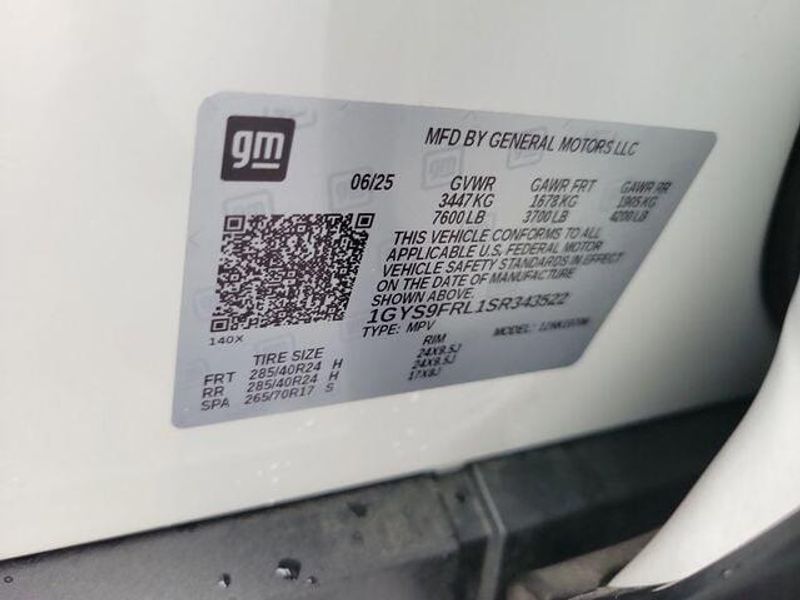 gm
MFD BY GENERAL MOTORS LLC
06/25 GVWR GAWR FRT GAWR RR
3447 KG 1678 KG 1905 KG
7600 LB 3700 LB 4200 LB
THIS VEHICLE CONFORMS TO ALL
APPLICABLE U.S. FEDERAL MOTOR
VEHICLE SAFETY STANDARDS IN EFFECT
ON THE DATE OF MANUFACTURE
SHOWN ABOVE.
1GYS9FRL1SR343522
TYPE: MPV MODEL:
140X
TIRE SIZE RIM
FRT 285/40R24 H 24X9.5J
RR 285/40R24 H 24X9.5J
SPA 265/70R17 S 17X8J